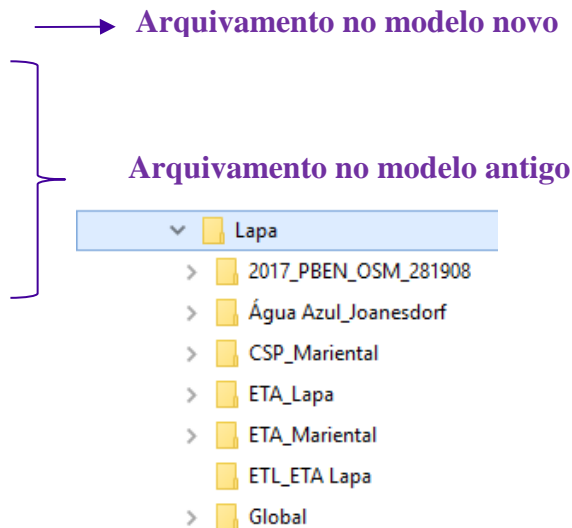 Arquivamento no modelo novo
Arquivamento no modelo antigo
Lapa
2017_PBEN_OSM_281908
Água Azul_Joanesdorf
CSP_Mariental
ETA_Lapa
ETA_Mariental
ETL_ETA Lapa
Global